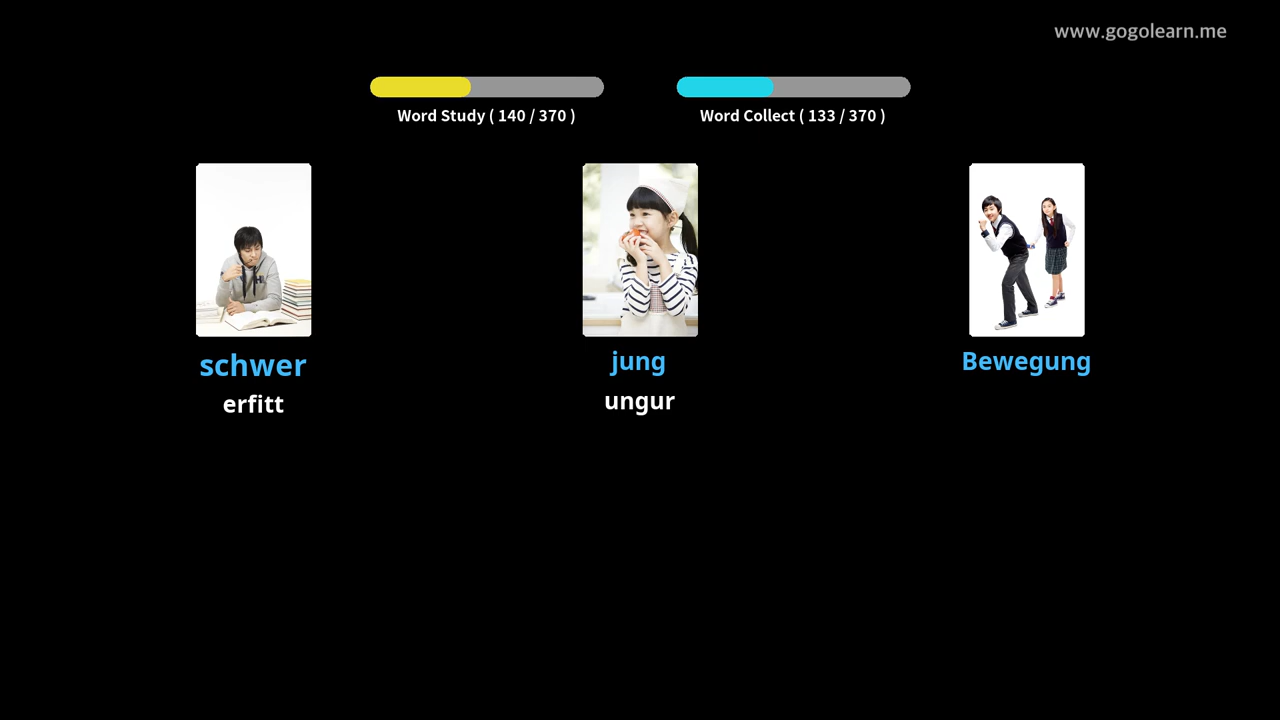 www.gogolearn.me
Word Study ( 140 / 370 )
Word Collect ( 133 / 370 )
schwer
erfitt
jung
ungur
Bewegung